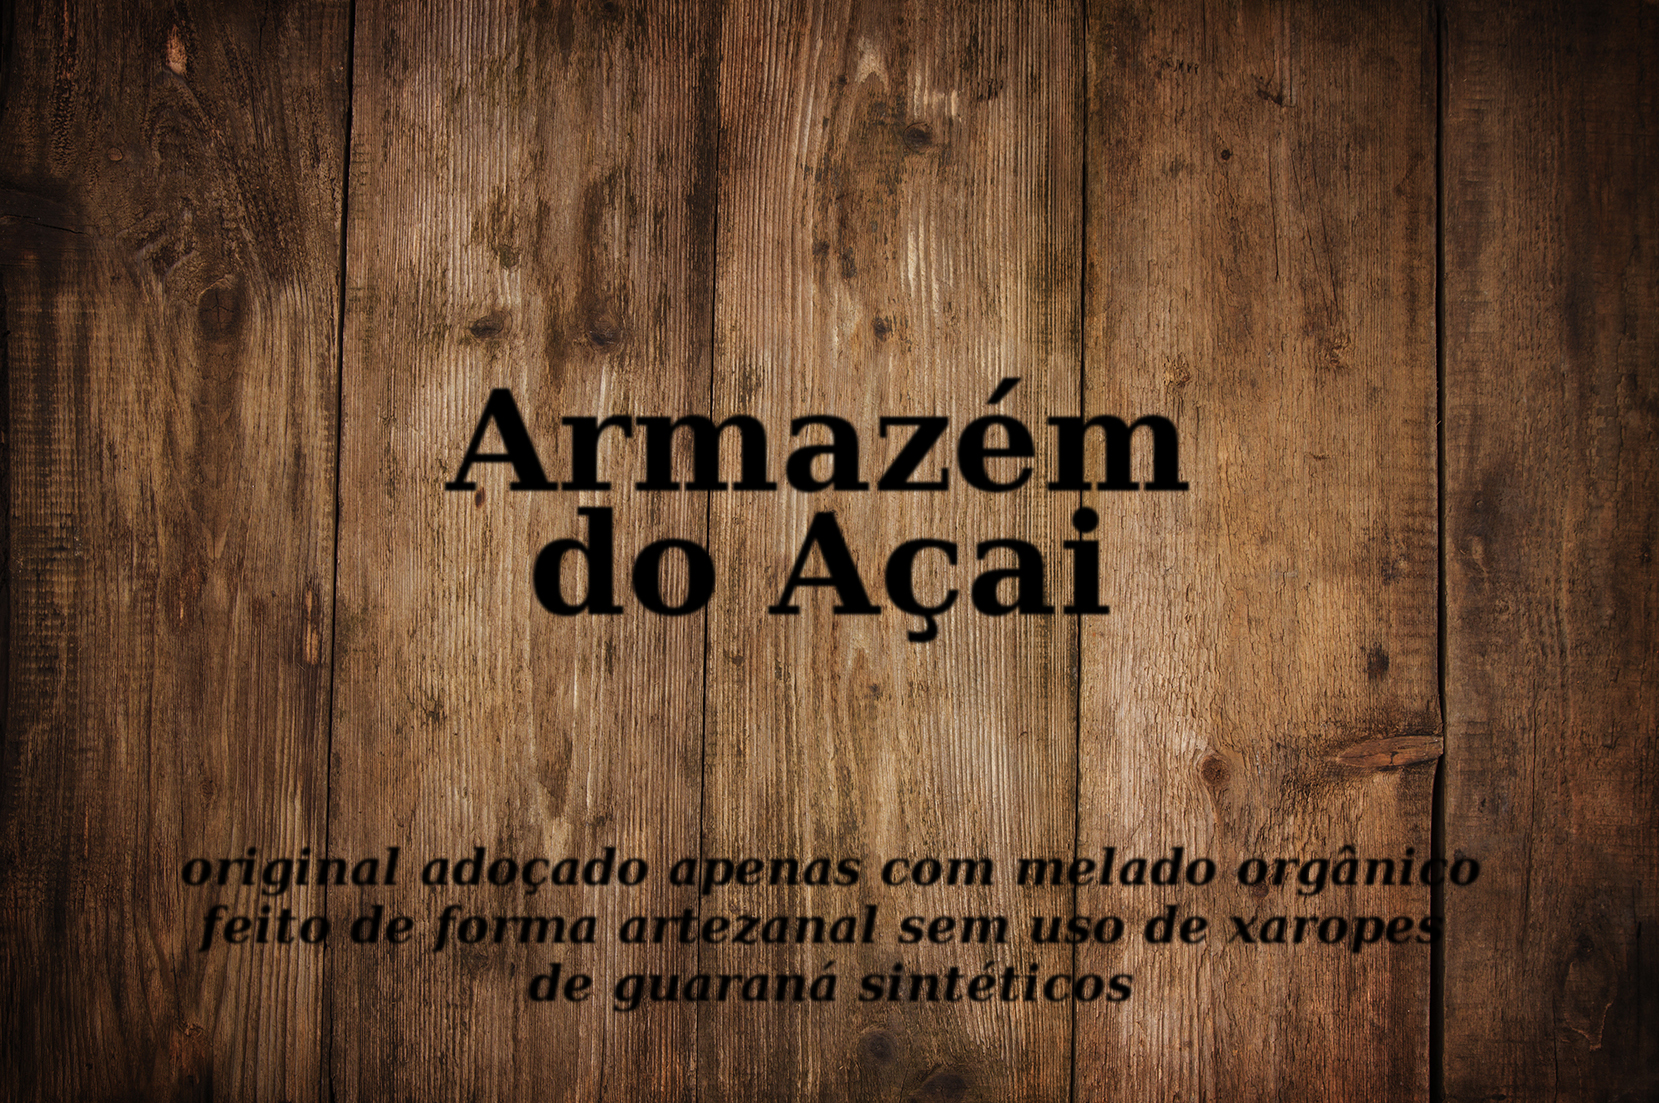 Armazém
do Açai
original adoçado apenas com melado orgânico
feito de forma artezanal sem uso de xaropes
de guaraná sintéticos